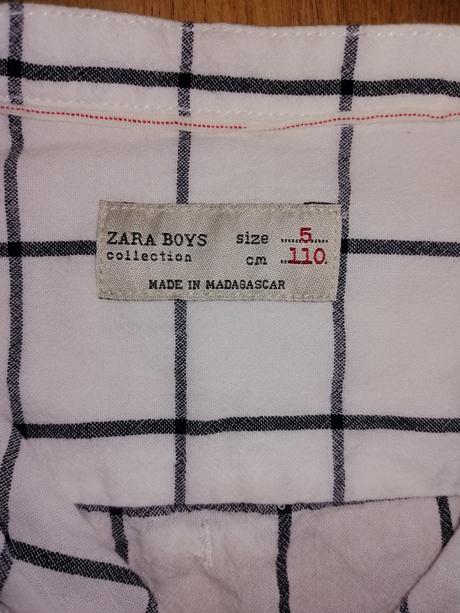 ZARA BOYS size 5
collection cm 110
MADE IN MADAGASCAR